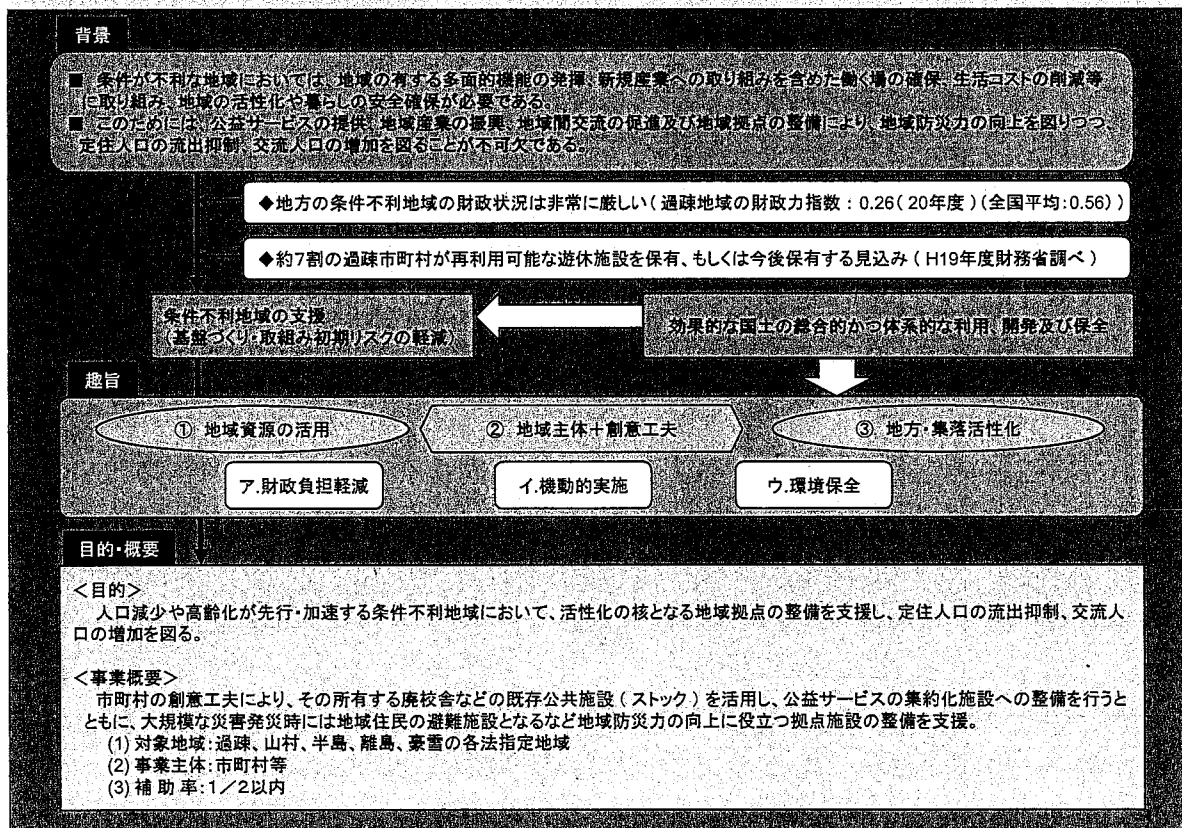 背景
■ 条件が不利な地域においては、地域の有する多面的機能の発揮、新規産業への取り組みを含めた働く場の確保、生活コストの削減等
に取り組み、地域の活性化や暮らしの安全確保が必要である。
■ このためには、公益サービスの提供、地域産業の振興、地域間交流の促進及び地域拠点の整備により、地域防災力の向上を図りつつ、
定住人口の流出抑制、交流人口の増加を図ることが不可欠である。
◆地方の条件不利地域の財政状況は非常に厳しい(過疎地域の財政力指数:0.26(20年度)(全国平均:0.56))
◆約7割の過疎市町村が再利用可能な遊休施設を保有、もしくは今後保有する見込み(H19年度財務省調べ)
条件不利地域の支援
(基盤づくり・取組み初期リスクの軽減)
効果的な国土の総合的かつ体系的な利用、開発及び保全
趣旨
① 地域資源の活用
② 地域主体+創意工夫
③ 地方・集落活性化
ア.財政負担軽減
イ.機動的実施
ウ.環境保全
目的・概要
<目的>
人口減少や高齢化が先行・加速する条件不利地域において、活性化の核となる地域拠点の整備を支援し、定住人口の流出抑制、交流人
口の増加を図る。
<事業概要>
市町村の創意工夫により、その所有する廃校舎などの既存公共施設(ストック)を活用し、公益サービスの集約化施設への整備を行うと
ともに、大規模な災害発災時には地域住民の避難施設となるなど地域防災力の向上に役立つ拠点施設の整備を支援。
(1) 対象地域:過疎、山村、半島、離島、豪雪の各法指定地域
(2) 事業主体:市町村等
(3) 補 助 率:1/2以内